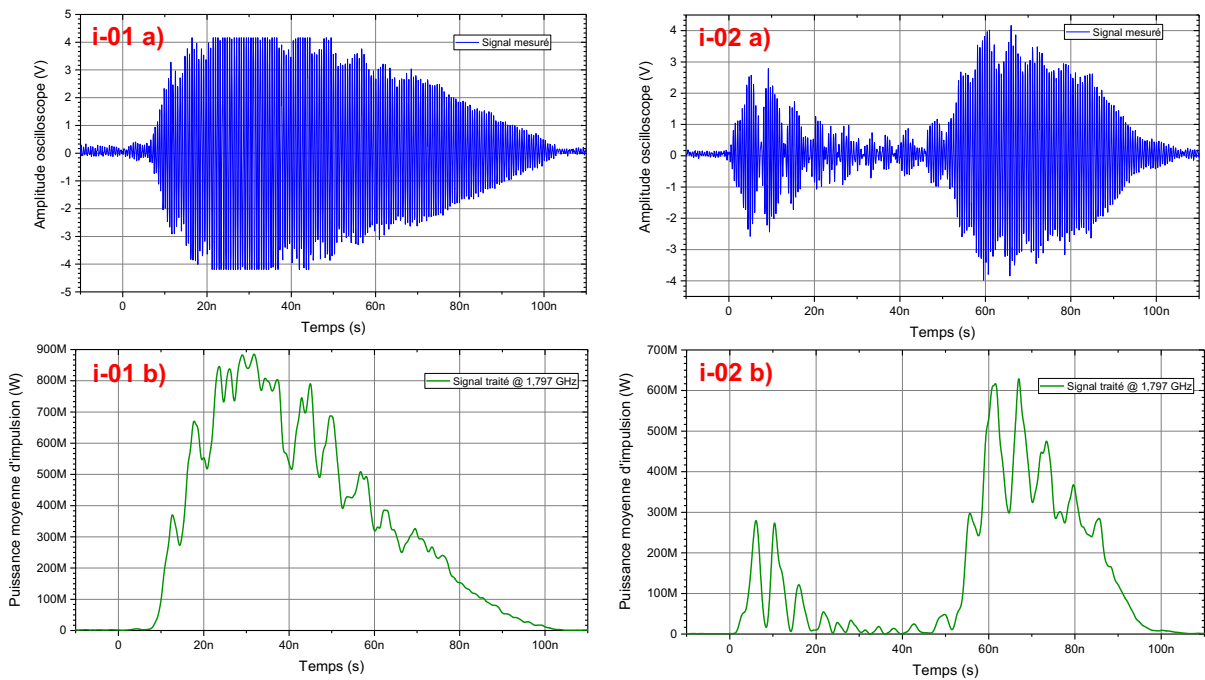 i-01 a)
Signal mesuré
Amplitude oscilloscope (V)
5
4
3
2
1
0
-1
-2
-3
-4
-5
0 20n 40n 60n 80n 100n
Temps (s)
i-02 a)
Signal mesuré
Amplitude oscilloscope (V)
4
3
2
1
0
-1
-2
-3
-4
0 20n 40n 60n 80n 100n
Temps (s)
i-01 b)
Signal traité @ 1,797 GHz
Puissance moyenne d'impulsion (W)
900M
800M
700M
600M
500M
400M
300M
200M
100M
0
0 20n 40n 60n 80n 100n
Temps (s)
i-02 b)
Signal traité @ 1,797 GHz
Puissance moyenne d'impulsion (W)
700M
600M
500M
400M
300M
200M
100M
0
0 20n 40n 60n 80n 100n
Temps (s)